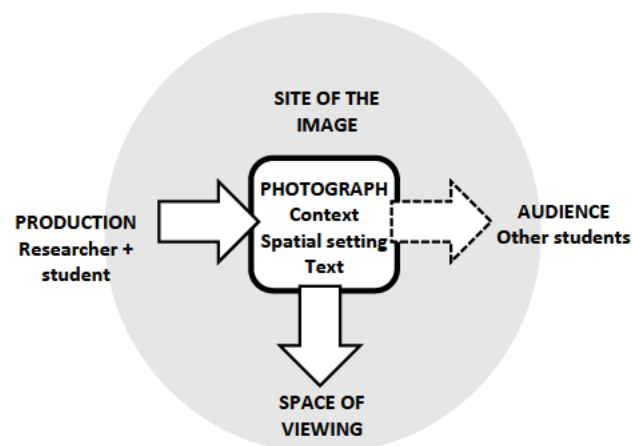 SITE OF THE
IMAGE
PRODUCTION
Researcher +
student
PHOTOGRAPH
Context
Spatial setting
Text
AUDIENCE
Other students
SPACE OF
VIEWING